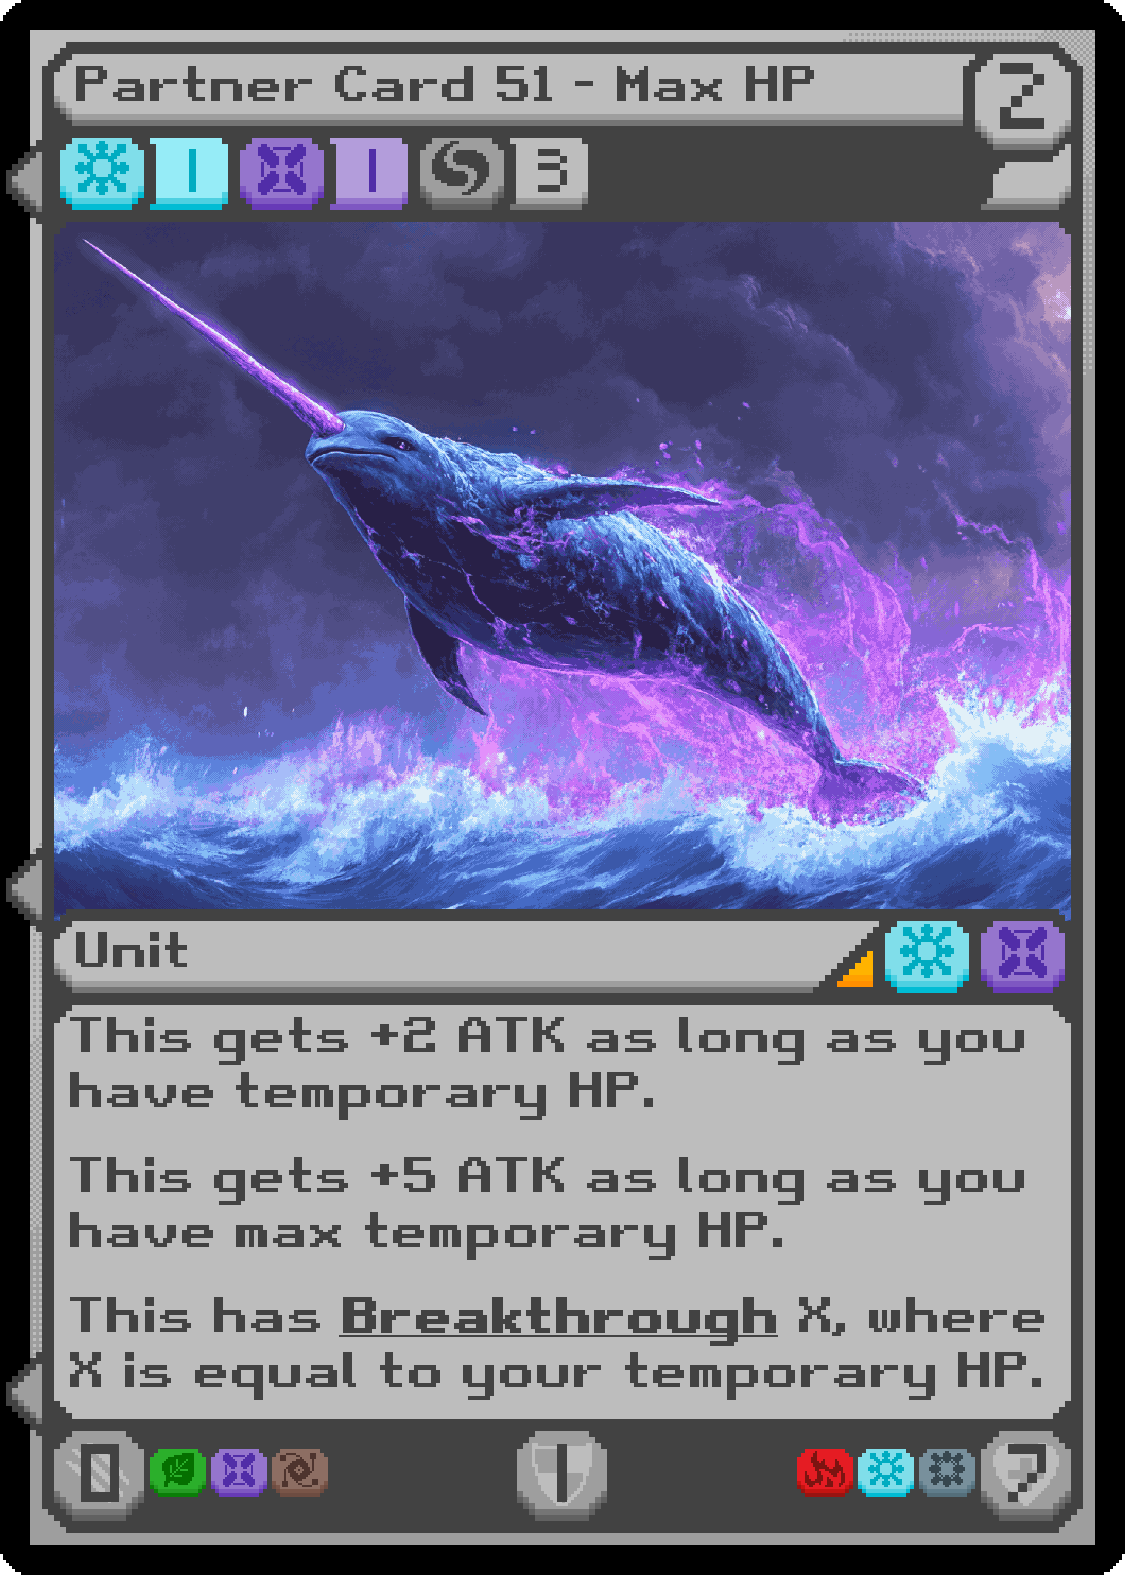 Partner Card 51 - Max HP
2
1 1 3
Unit
This gets +2 ATK as long as you
have temporary HP.
This gets +5 ATK as long as you
have max temporary HP.
This has Breakthrough X, where
X is equal to your temporary HP.
0 1 7